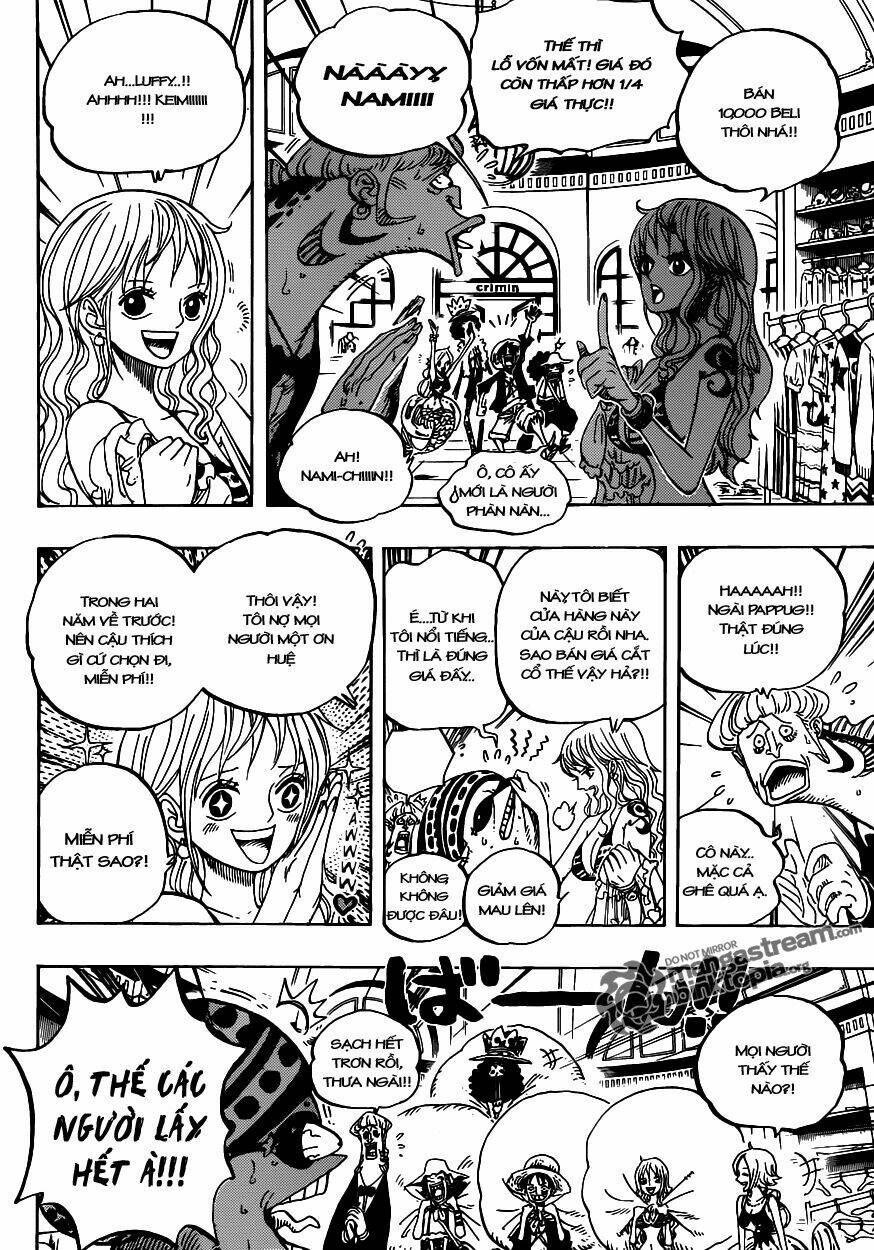 BÁN
10,000 BELI
THÔI NHÁ!!
THẾ THÌ
LỖ VỐN MẤT! GIÁ ĐÓ
CÒN THẤP HƠN 1/4
GIÁ THỰC!!
NÀÀÀYY,
NAMIIII
crimin
AH!
NAMI-CHIIIIN!!
Ồ, CÔ ẤY
MỚI LÀ NGƯỜI
PHÀN NÀN...
AH...LUFFY..!!
AHHHH!!! KEIMIIIIII
!!!
HAAAAAH!!
NGÀI PAPPUG!!
THẬT ĐÚNG
LÚC!!
CÔ NÀY..
MẶC CẢ
GHÊ QUÁ Ạ.
NÀY,TÔI BIẾT
CỬA HÀNG NÀY
CỦA CẬU RỒI NHA.
SAO BÁN GIÁ CẮT
CỔ THẾ VẬY HẢ?!!
É...TỪ KHI
TÔI NỔI TIẾNG..
THÌ LÀ ĐÚNG
GIÁ ĐẤY..
GIẢM GIÁ
MAU LÊN!
KHÔNG,
KHÔNG
ĐƯỢC ĐÂU!
THÔI VẬY!
TÔI NỢ MỌI
NGƯỜI MỘT ƠN
HUỆ
TRONG HAI
NĂM VỀ TRƯỚC!
NÊN CẬU THÍCH
GÌ CỨ CHỌN ĐI,
MIỄN PHÍ!!
MIỄN PHÍ
THẬT SAO?!
DO NOT MIRROR
mangastream.com
MỌI NGƯỜI
THẤY THẾ
NÀO?!
SẠCH HẾT
TRƠN RỒI,
THƯA NGÀI!!
Ồ, THẾ CÁC
NGƯỜI LẤY
HẾT À!!!